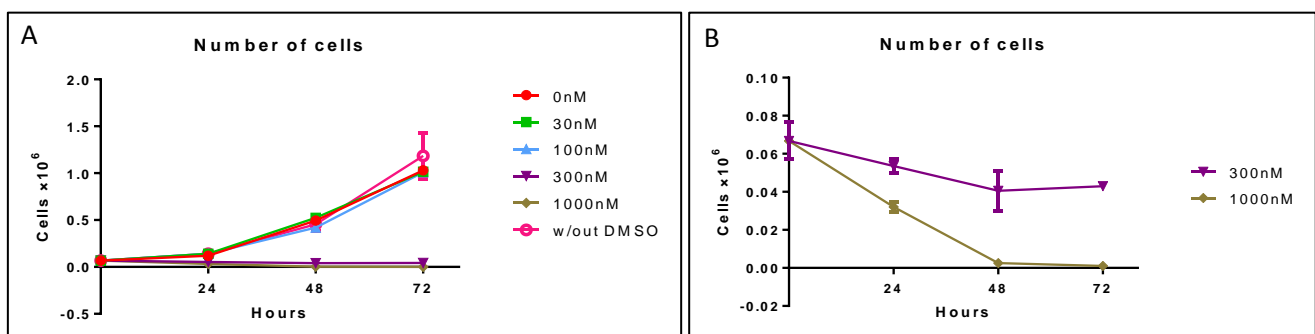 A
Number of cells
Cells ×10⁶
2.0
1.5
1.0
0.5
0.0
-0.5
24
48
72
Hours
0nM
30nM
100nM
300nM
1000nM
w/out DMSO
B
Number of cells
Cells ×10⁶
0.10
0.08
0.06
0.04
0.02
0.00
-0.02
24
48
72
Hours
300nM
1000nM